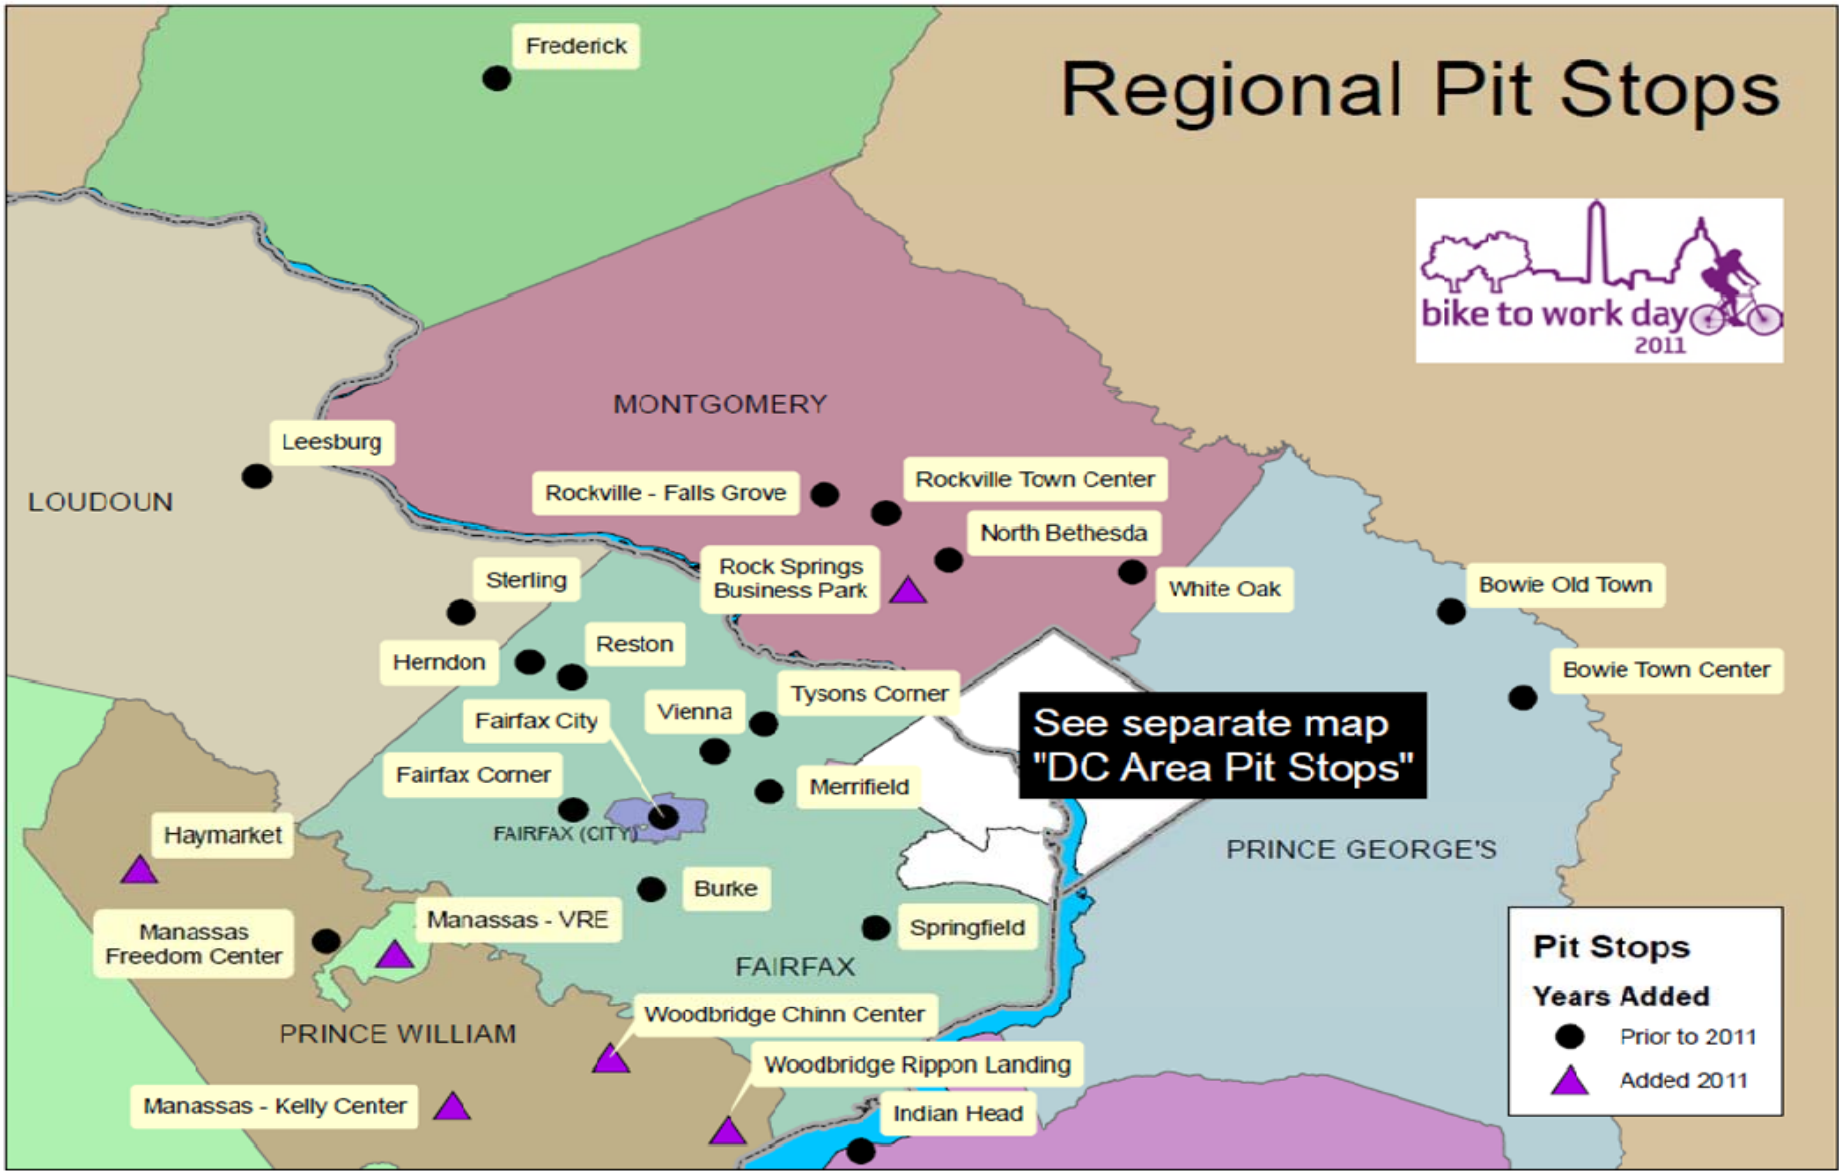 Frederick
Regional Pit Stops
bike to work day
2011
MONTGOMERY
Leesburg
LOUDOUN
Rockville - Falls Grove
Rockville Town Center
North Bethesda
Rock Springs
Business Park
White Oak
Sterling
Bowie Old Town
Herndon
Reston
Bowie Town Center
Tysons Corner
Vienna
Fairfax City
See separate map
"DC Area Pit Stops"
Fairfax Corner
Merrifield
FAIRFAX (CITY)
Haymarket
PRINCE GEORGE'S
Burke
Manassas - VRE
Manassas
Freedom Center
Springfield
FAIRFAX
Woodbridge Chinn Center
PRINCE WILLIAM
Woodbridge Rippon Landing
Manassas - Kelly Center
Indian Head
Pit Stops
Years Added
Prior to 2011
Added 2011